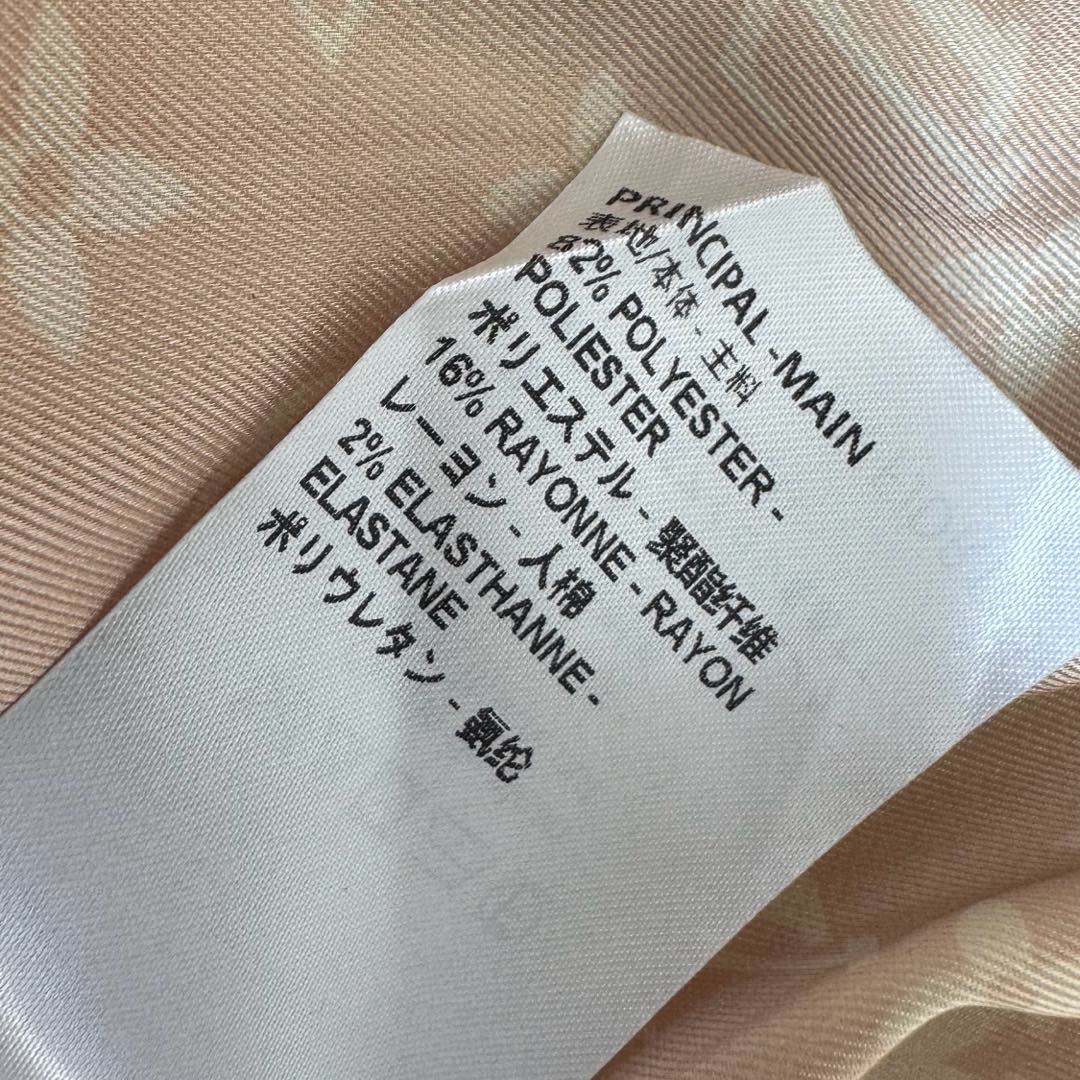 PRINCIPAL -MAIN
表地/本体 - 主料
82% POLYESTER -
POLIESTER
ポリエステル - 聚酯纤维
16% RAYONNE - RAYON
レーヨン - 人棉
2% ELASTHANNE -
ELASTANE
ポリウレタン - 氨纶